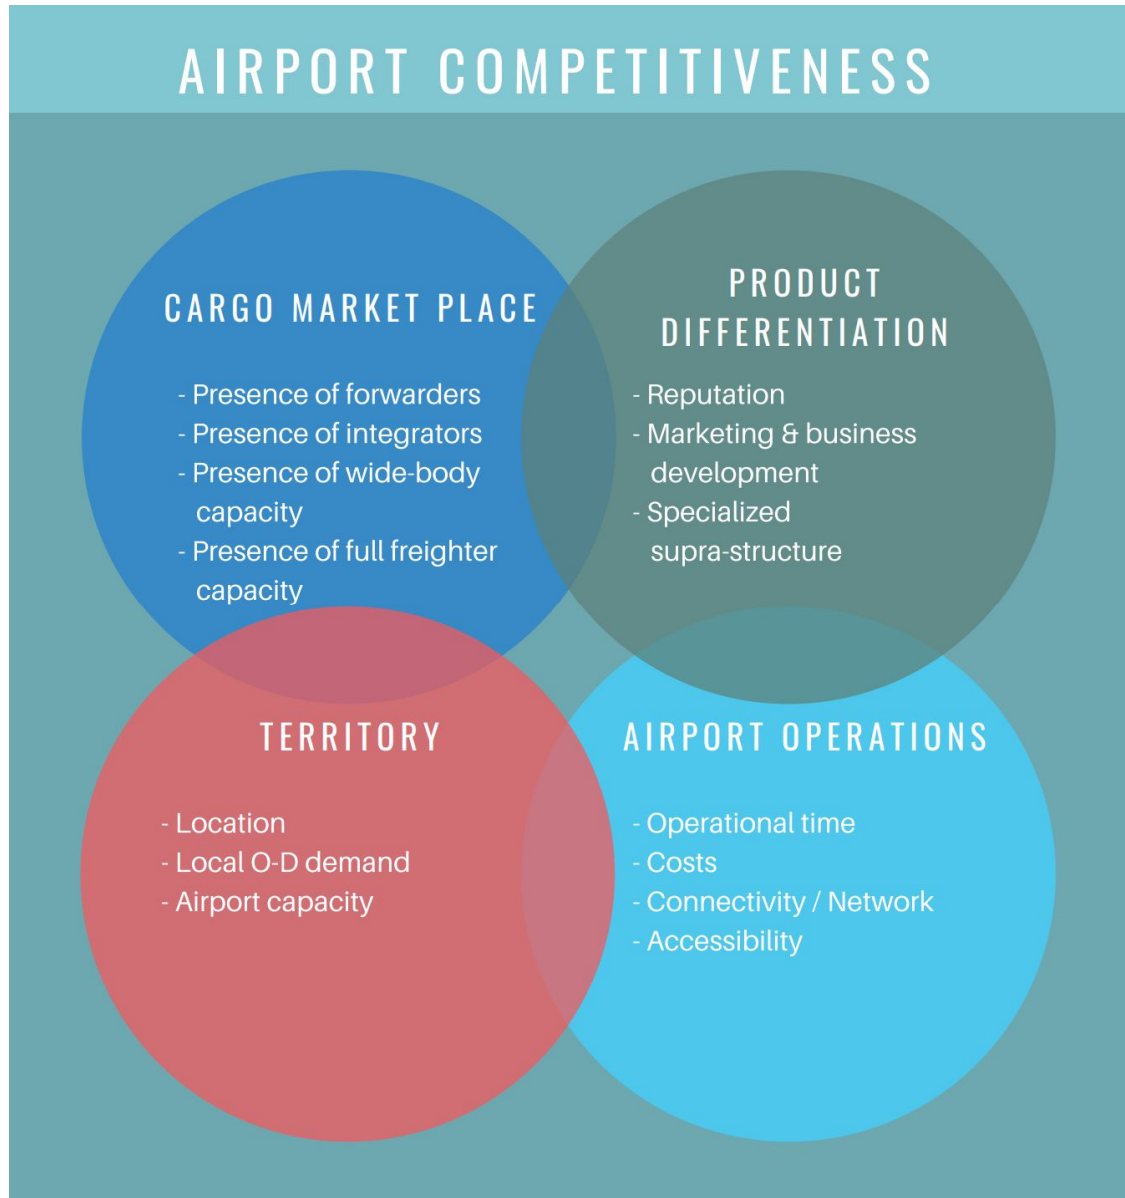 AIRPORT COMPETITIVENESS
CARGO MARKET PLACE
- Presence of forwarders
- Presence of integrators
- Presence of wide-body
capacity
- Presence of full freighter
capacity
PRODUCT
DIFFERENTIATION
- Reputation
- Marketing & business
development
- Specialized
supra-structure
TERRITORY
- Location
- Local O-D demand
- Airport capacity
AIRPORT OPERATIONS
- Operational time
- Costs
- Connectivity / Network
- Accessibility